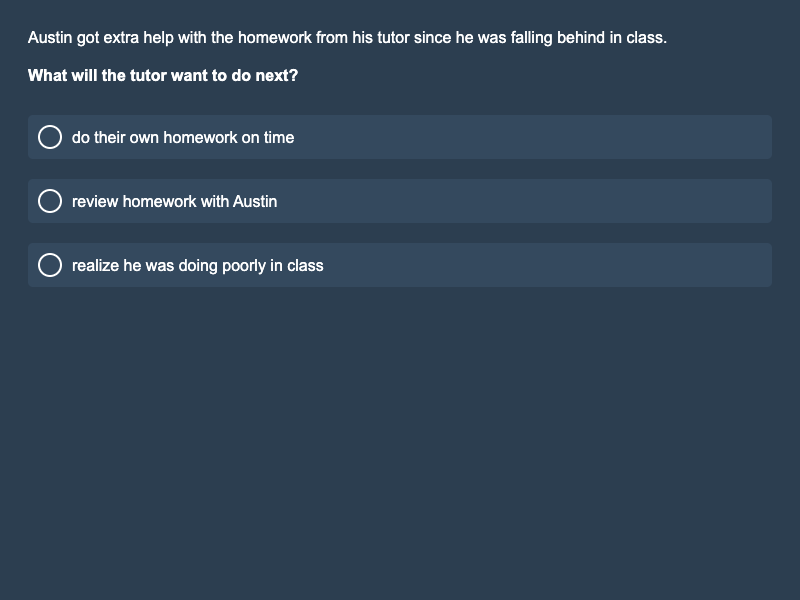 Austin got extra help with the homework from his tutor since he was falling behind in class.
What will the tutor want to do next?
do their own homework on time
review homework with Austin
realize he was doing poorly in class